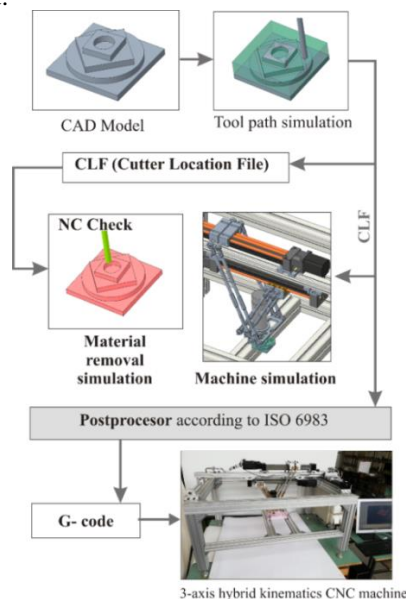 CAD Model
Tool path simulation
CLF (Cutter Location File)
CLF
NC Check
Material
removal
simulation
Machine simulation
Postprocesor according to ISO 6983
G- code
3-axis hybrid kinematics CNC machine